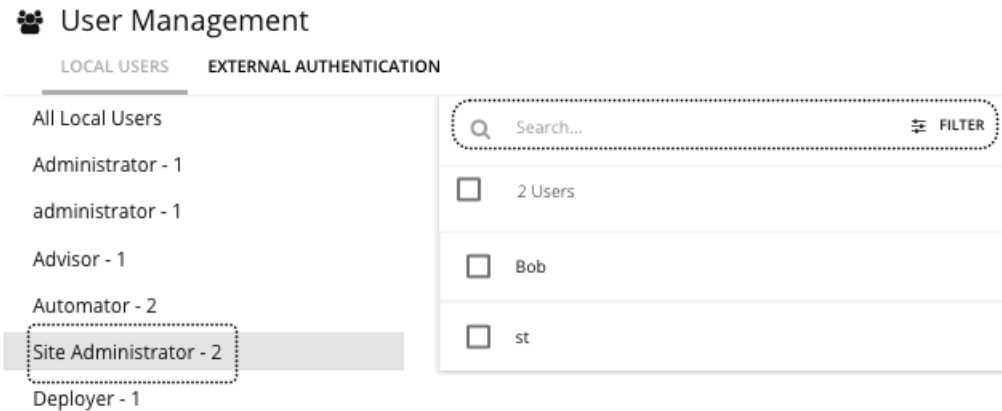 User Management
LOCAL USERS EXTERNAL AUTHENTICATION
All Local Users
Administrator - 1
administrator - 1
Advisor - 1
Automator - 2
Site Administrator - 2
Deployer - 1
Search... FILTER
2 Users
Bob
st